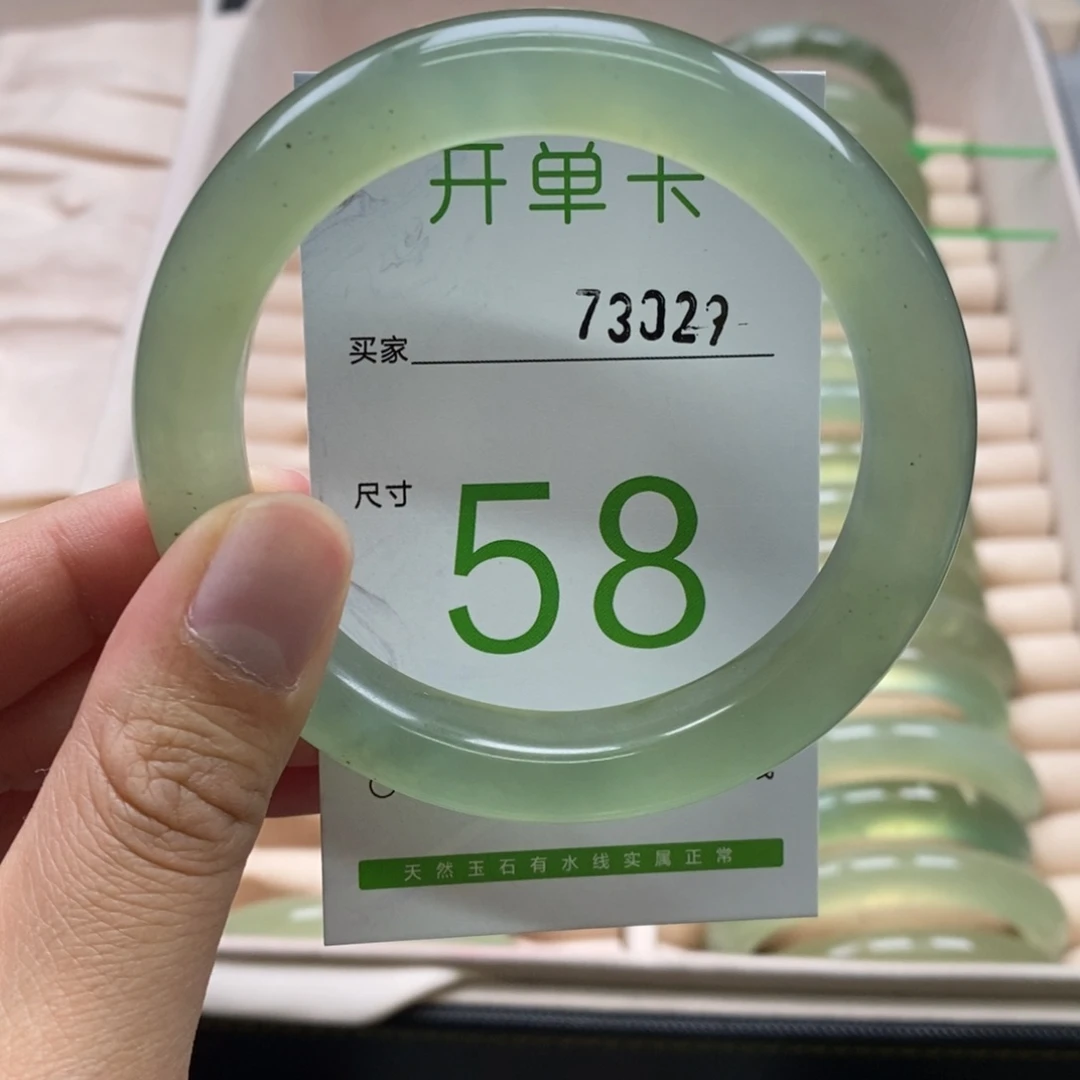 开单卡
买家 73029
尺寸 58
天然玉石有水线实属正常